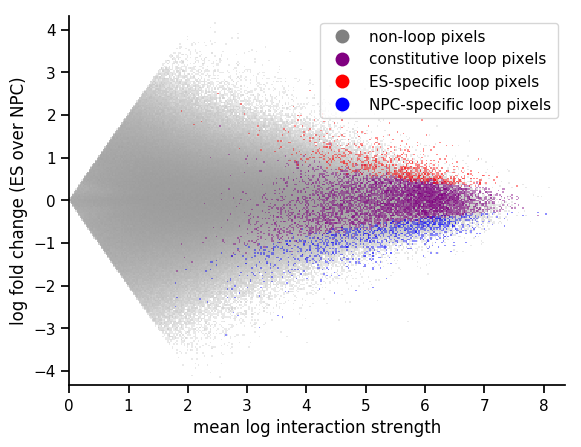 non-loop pixels
constitutive loop pixels
ES-specific loop pixels
NPC-specific loop pixels
log fold change (ES over NPC)
4
3
2
1
0
−1
−2
−3
−4
0 1 2 3 4 5 6 7 8
mean log interaction strength